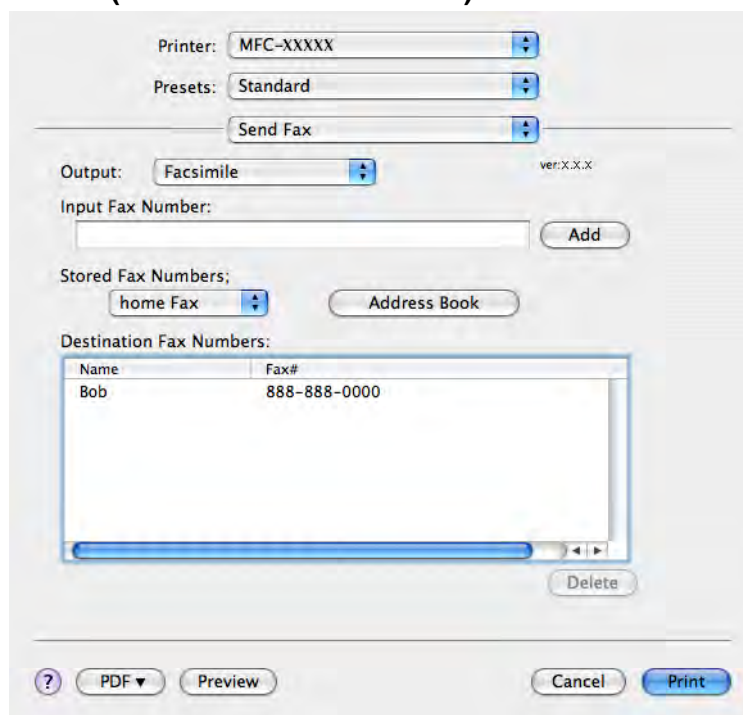 Printer: MFC-XXXXX
Presets: Standard
Send Fax
Output: Facsimile ver:X.X.X
Input Fax Number:
Add
Stored Fax Numbers;
home Fax Address Book
Destination Fax Numbers:
Name Fax#
Bob 888-888-0000
Delete
? PDF ▼ Preview Cancel Print